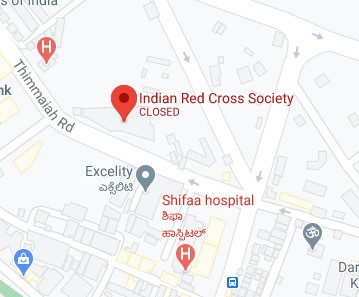 s of India
Thimmaiah Rd
nk
Indian Red Cross Society
CLOSED
Excelity
ಎಕ್ಸೆಲಿಟಿ
Shifaa hospital
ಶಿಫಾ
ಹಾಸ್ಪಿಟಲ್
H
H
Dar
K